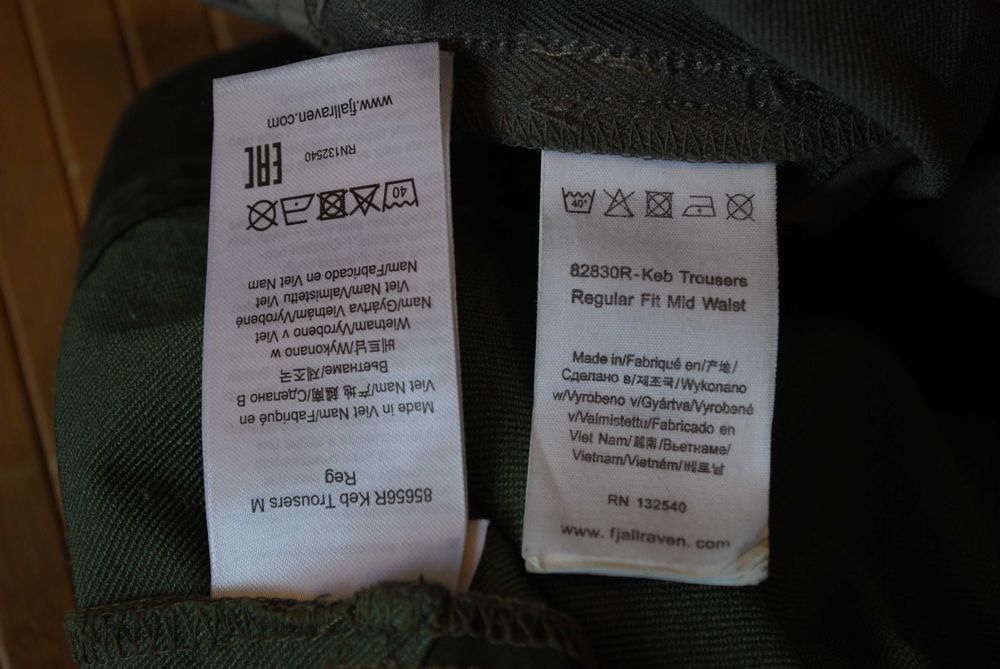 85656R Keb Trousers M
Reg
Made in Viet Nam/Fabriqué en
Viet Nam/产地 越南/Сделано В
Вьетнаме/제조국
베트남/Wykonano w
Wietnam/Vyrobeno v Viet
Nam/Gyártva Vietnám/Vyrobené
Viet Nam/Valmistettu Viet
Nam/Fabricado en Viet Nam
40
RN132540 EAC
www.fjallraven.com
40°
82830R-Keb Trousers
Regular Fit Mid Waist
Made in/Fabriqué en/产地/
Сделано в/제조국/Wykonano
w/Vyrobeno v/Gyártva/Vyrobené
v/Valmistettu/Fabricado en
Viet Nam/越南/Вьетнаме/
Vietnam/Vietnám/베트남
RN 132540
www.fjallraven.com